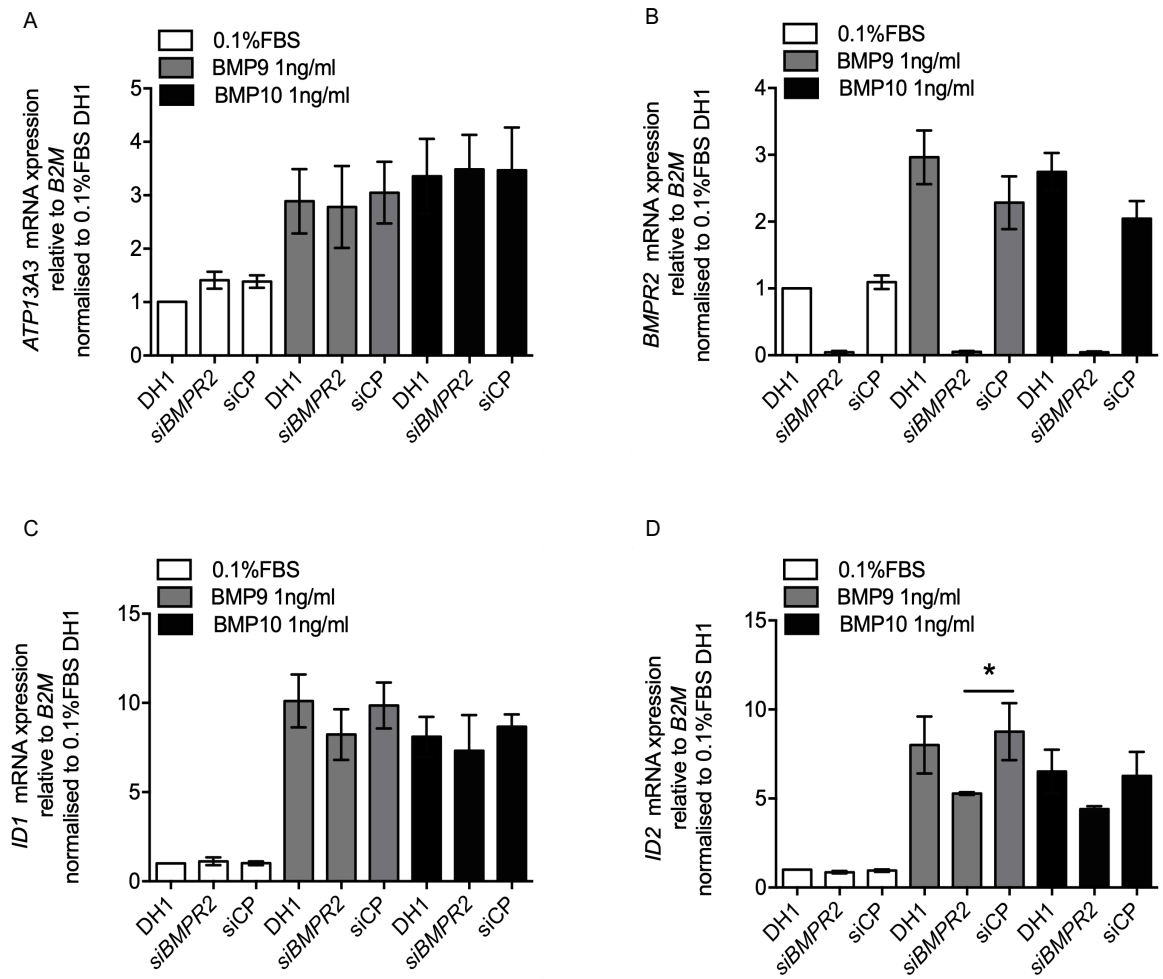 A
0.1%FBS
BMP9 1ng/ml
BMP10 1ng/ml
ATP13A3 mRNA xpression
relative to B2M
normalised to 0.1%FBS DH1
5
4
3
2
1
0
DH1
siBMPR2
siCP
DH1
siBMPR2
siCP
DH1
siBMPR2
siCP
B
0.1%FBS
BMP9 1ng/ml
BMP10 1ng/ml
BMPR2 mRNA xpression
relative to B2M
normalised to 0.1%FBS DH1
4
3
2
1
0
DH1
siBMPR2
siCP
DH1
siBMPR2
siCP
DH1
siBMPR2
siCP
C
0.1%FBS
BMP9 1ng/ml
BMP10 1ng/ml
ID1 mRNA xpression
relative to B2M
normalised to 0.1%FBS DH1
15
10
5
0
DH1
siBMPR2
siCP
DH1
siBMPR2
siCP
DH1
siBMPR2
siCP
D
0.1%FBS
BMP9 1ng/ml
BMP10 1ng/ml
ID2 mRNA xpression
relative to B2M
normalised to 0.1%FBS DH1
15
10
5
0
*
DH1
siBMPR2
siCP
DH1
siBMPR2
siCP
DH1
siBMPR2
siCP